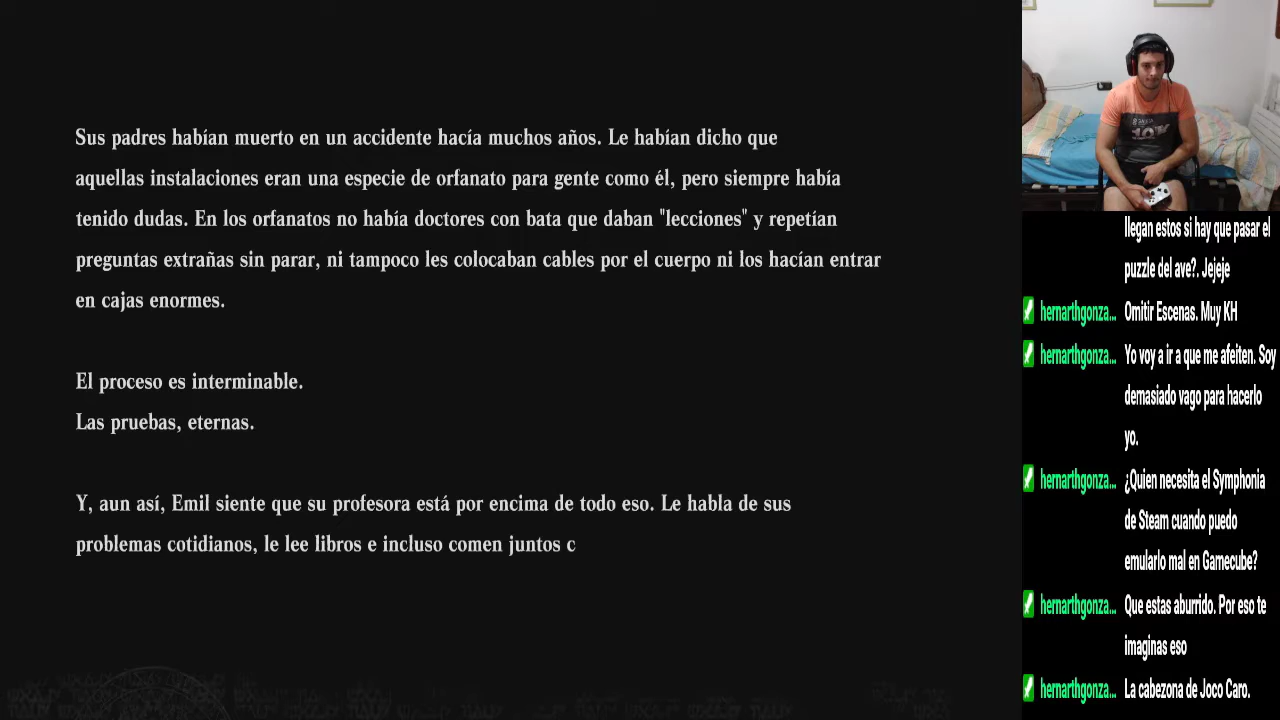 Sus padres habían muerto en un accidente hacía muchos años. Le habían dicho que
aquellas instalaciones eran una especie de orfanato para gente como él, pero siempre había
tenido dudas. En los orfanatos no había doctores con bata que daban "lecciones" y repetían
preguntas extrañas sin parar, ni tampoco les colocaban cables por el cuerpo ni los hacían entrar
en cajas enormes.
El proceso es interminable.
Las pruebas, eternas.
Y, aun así, Emil siente que su profesora está por encima de todo eso. Le habla de sus
problemas cotidianos, le lee libros e incluso comen juntos c
10K
llegan estos si hay que pasar el
puzzle del ave?. Jejeje
hernarthgonza... Omitir Escenas. Muy KH
hernarthgonza... Yo voy a ir a que me afeiten. Soy
demasiado vago para hacerlo
yo.
hernarthgonza... ¿Quien necesita el Symphonia
de Steam cuando puedo
emularlo mal en Gamecube?
hernarthgonza... Que estas aburrido. Por eso te
imaginas eso
hernarthgonza... La cabezona de Joco Caro.